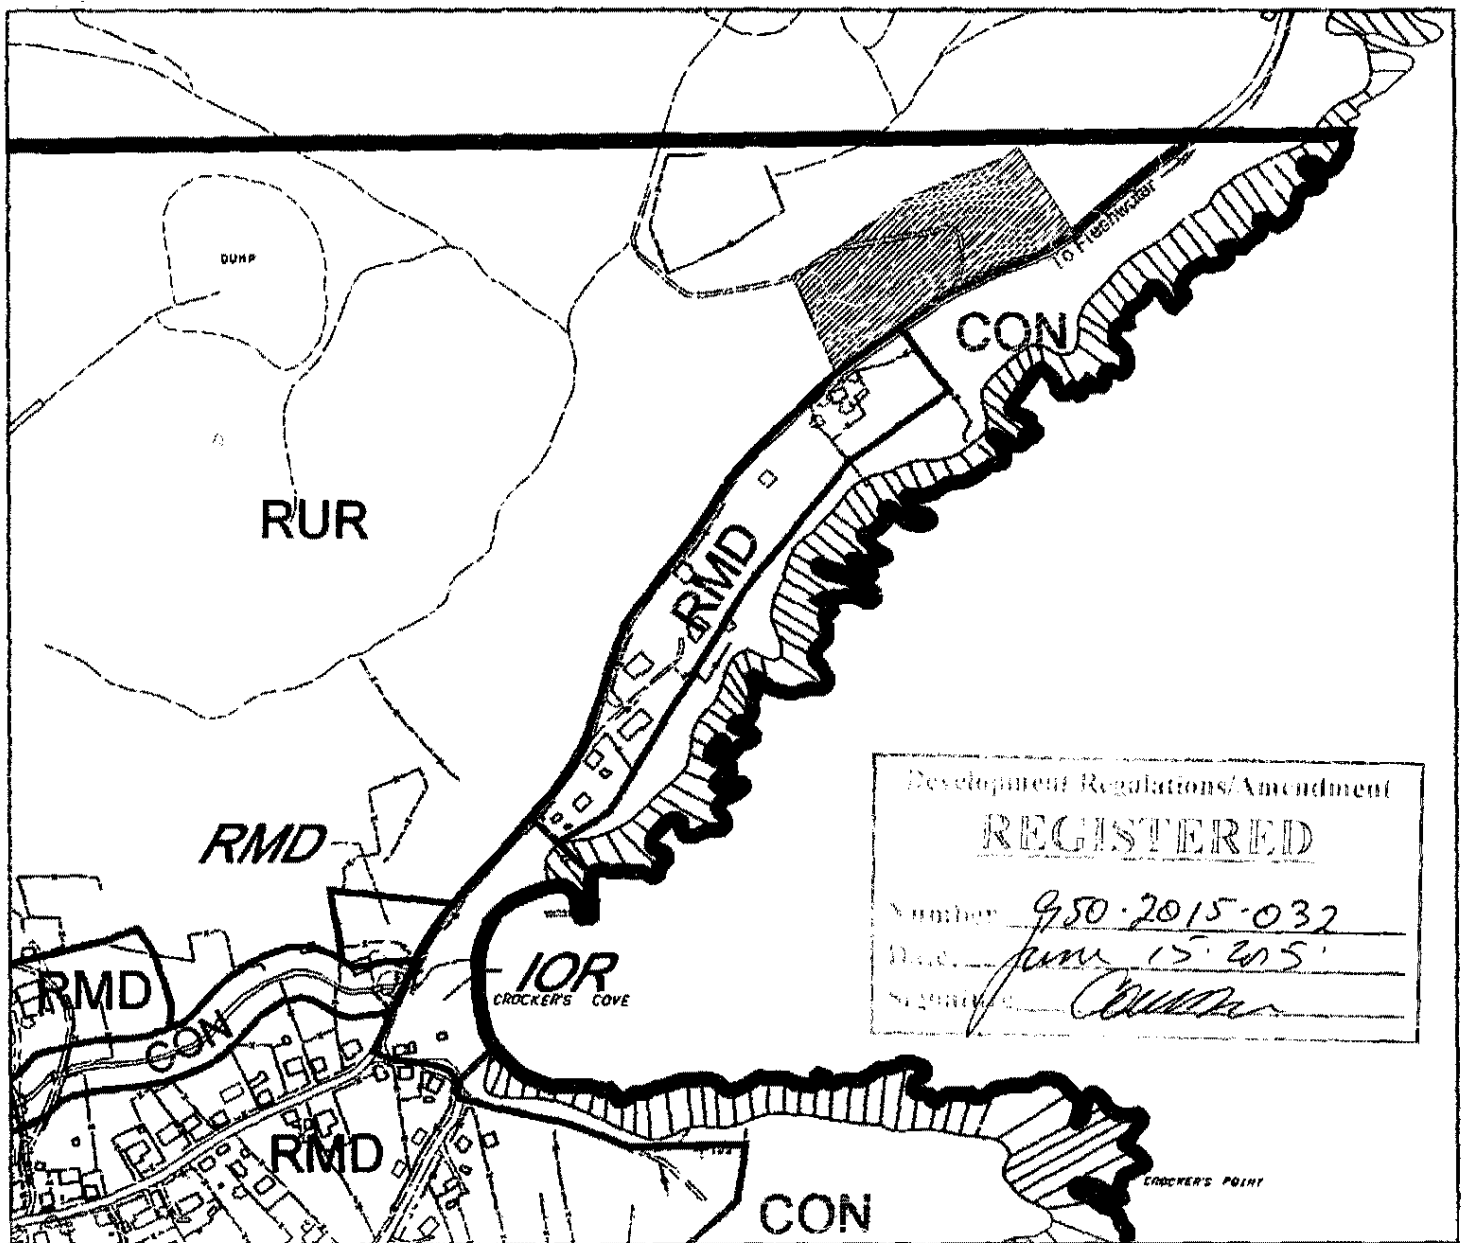 DUMP
To Freshwater
CON
RUR
RMD
RMD
RMD
CON
IOR
CROCKER'S COVE
RMD
CON
CROCKER'S POINT
Development Regulations/Amendment
REGISTERED
Number 950-2015-032
Date June 15-2015
Signature